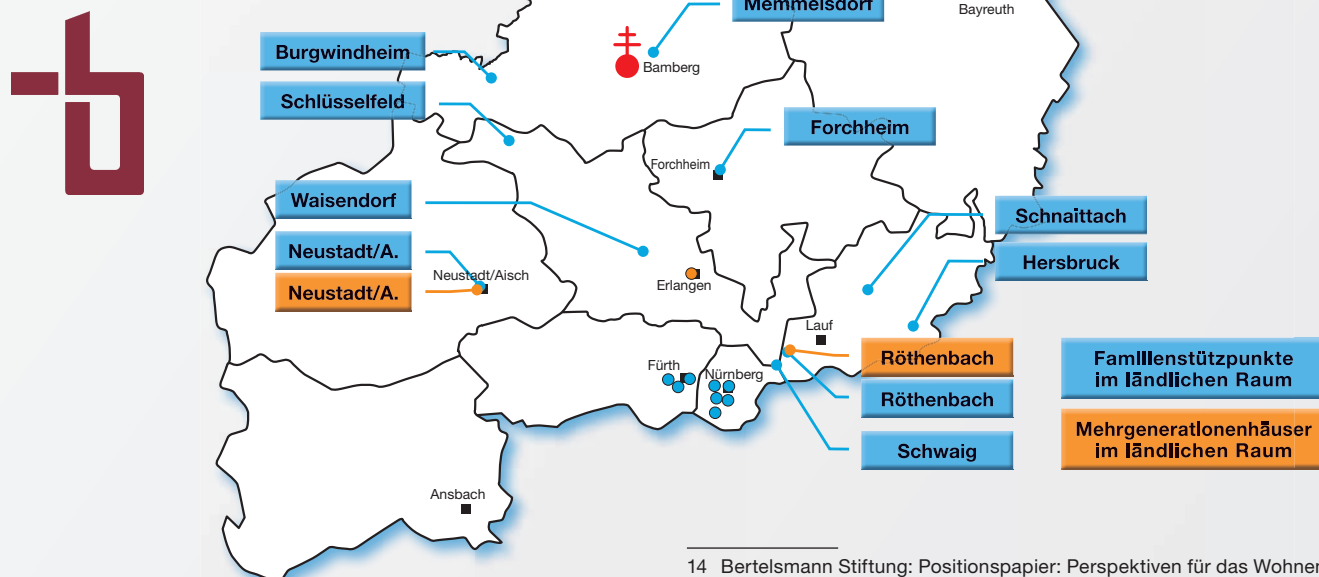 Memmelsdorf
Bayreuth
Burgwindheim
Bamberg
Schlüsselfeld
Forchheim
Forchheim
Waisendorf
Schnaittach
Neustadt/A.
Hersbruck
Neustadt/Aisch
Erlangen
Neustadt/A.
Lauf
Röthenbach
Familienstützpunkte
im ländlichen Raum
Fürth
Nürnberg
Röthenbach
Mehrgenerationenhäuser
im ländlichen Raum
Schwaig
Ansbach
14 Bertelsmann Stiftung: Positionspapier: Perspektiven für das Wohnen